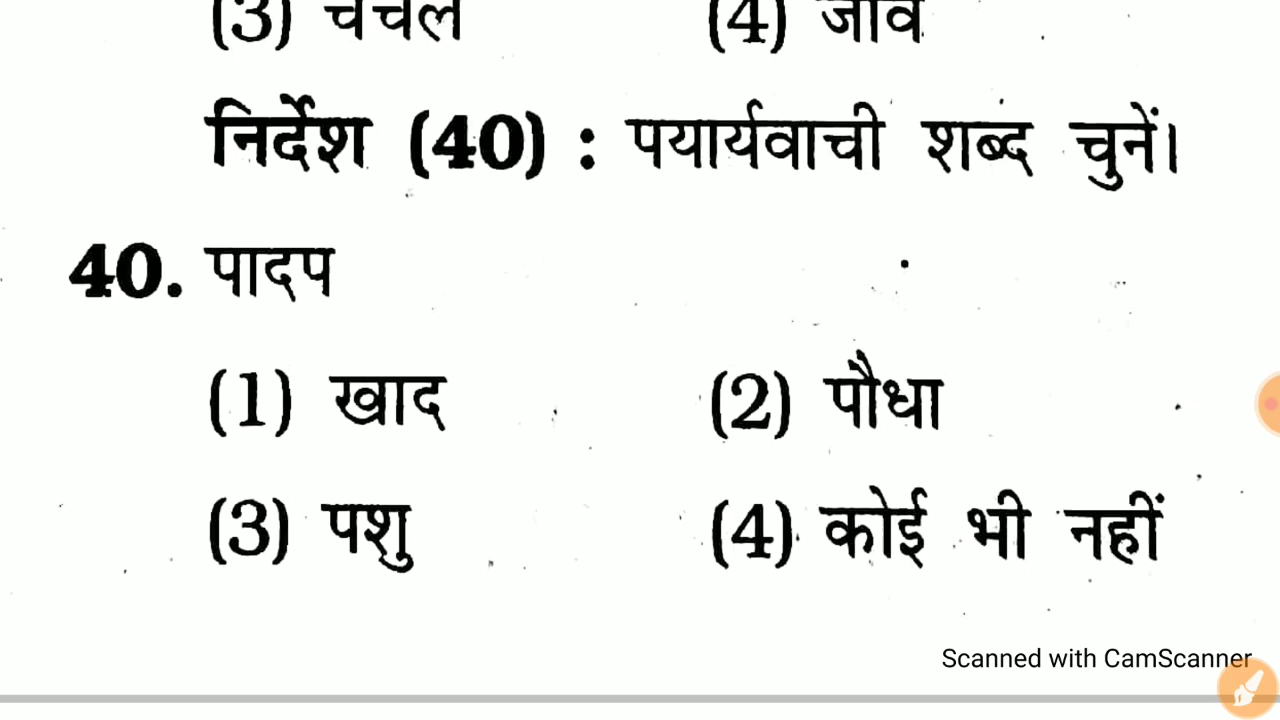 (3) चंचल (4) जीव
निर्देश (40) : पयार्यवाची शब्द चुनें।
40. पादप
(1) खाद (2) पौधा
(3) पशु (4) कोई भी नहीं
Scanned with CamScanner